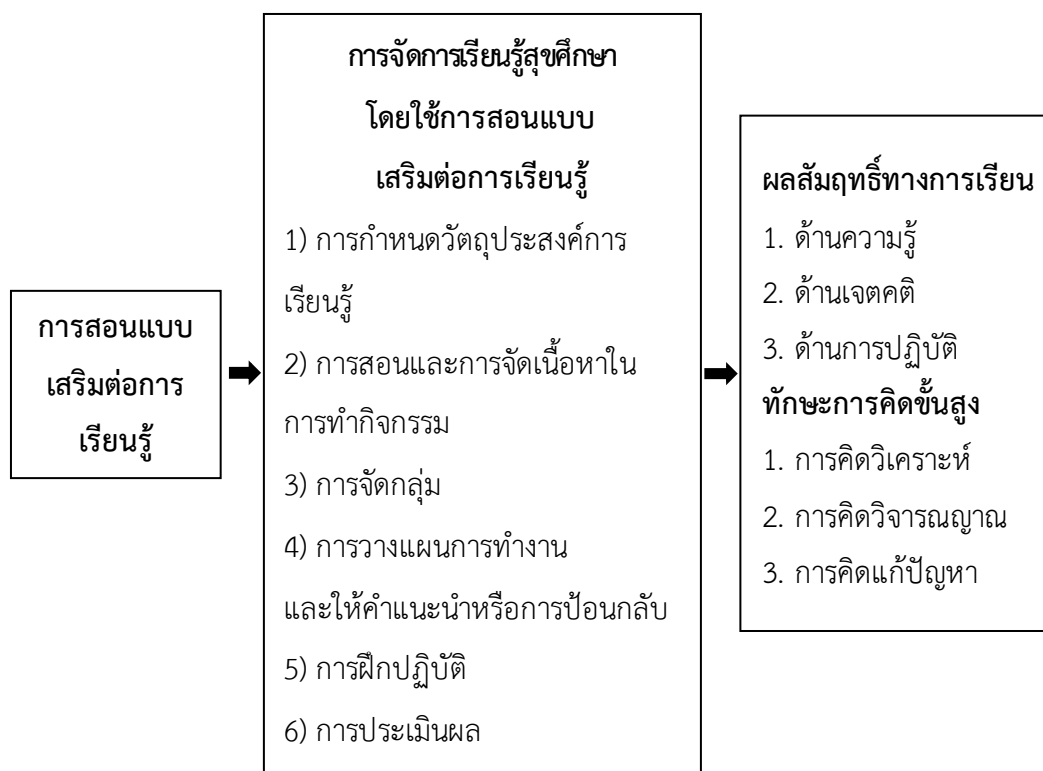 การสอนแบบ
เสริมต่อการ
เรียนรู้
การจัดการเรียนรู้สุขศึกษา
โดยใช้การสอนแบบ
เสริมต่อการเรียนรู้
1) การกำหนดวัตถุประสงค์การ
เรียนรู้
2) การสอนและการจัดเนื้อหาใน
การทำกิจกรรม
3) การจัดกลุ่ม
4) การวางแผนการทำงาน
และให้คำแนะนำหรือการป้อนกลับ
5) การฝึกปฏิบัติ
6) การประเมินผล
ผลสัมฤทธิ์ทางการเรียน
1. ด้านความรู้
2. ด้านเจตคติ
3. ด้านการปฏิบัติ
ทักษะการคิดขั้นสูง
1. การคิดวิเคราะห์
2. การคิดวิจารณญาณ
3. การคิดแก้ปัญหา